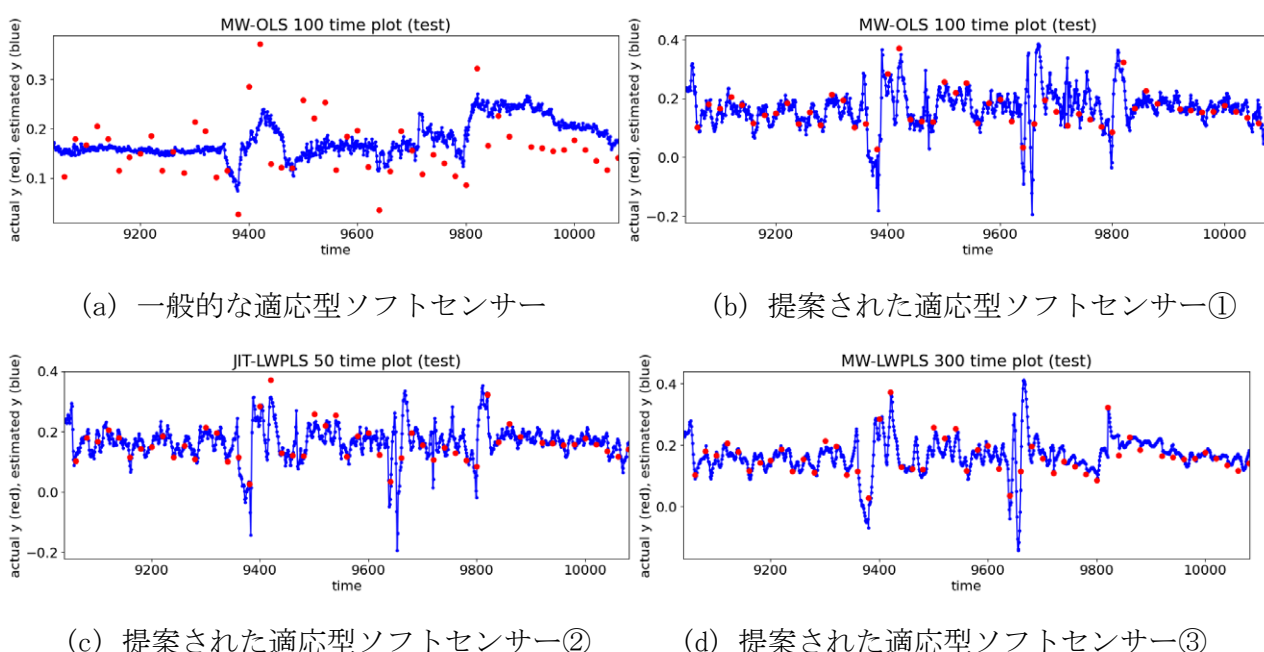 MW-OLS 100 time plot (test)
actual y (red), estimated y (blue)
0.3
0.2
0.1
9200 9400 9600 9800 10000
time
(a) 一般的な適応型ソフトセンサー
MW-OLS 100 time plot (test)
actual y (red), estimated y (blue)
0.4
0.2
0.0
−0.2
9200 9400 9600 9800 10000
time
(b) 提案された適応型ソフトセンサー①
JIT-LWPLS 50 time plot (test)
actual y (red), estimated y (blue)
0.4
0.2
0.0
−0.2
9200 9400 9600 9800 10000
time
(c) 提案された適応型ソフトセンサー②
MW-LWPLS 300 time plot (test)
actual y (red), estimated y (blue)
0.4
0.2
0.0
9200 9400 9600 9800 10000
time
(d) 提案された適応型ソフトセンサー③